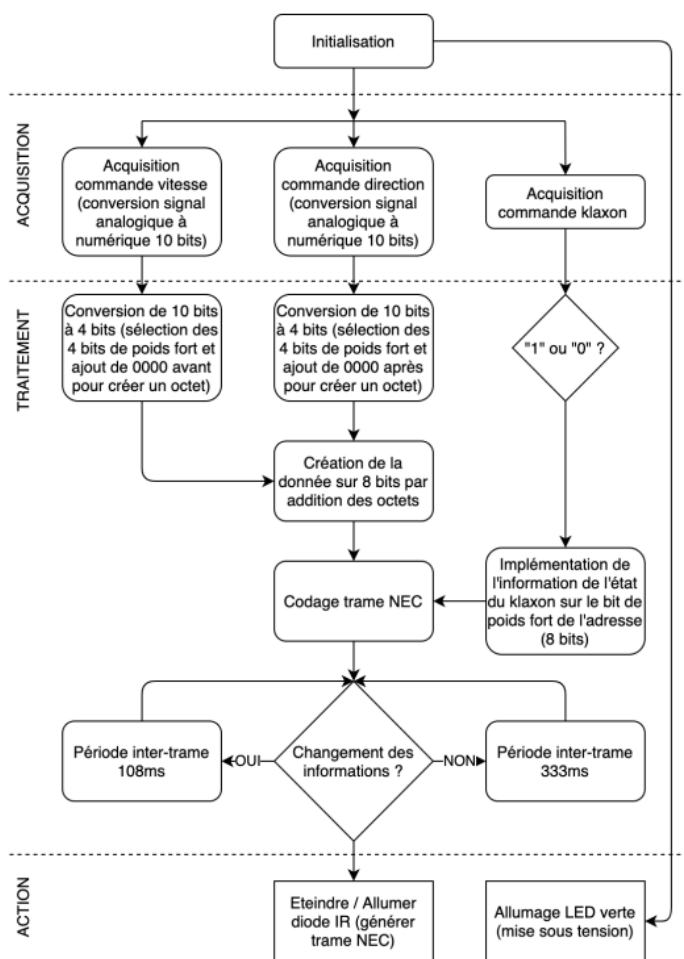 Initialisation
ACQUISITION
Acquisition
commande vitesse
(conversion signal
analogique à
numérique 10 bits)
Acquisition
commande direction
(conversion signal
analogique à
numérique 10 bits)
Acquisition
commande klaxon
TRAITEMENT
Conversion de 10 bits
à 4 bits (sélection des
4 bits de poids fort et
ajout de 0000 avant
pour créer un octet)
Conversion de 10 bits
à 4 bits (sélection des
4 bits de poids fort et
ajout de 0000 après
pour créer un octet)
"1" ou "0" ?
Création de la
donnée sur 8 bits par
addition des octets
Codage trame NEC
Implémentation de
l'information de l'état
du klaxon sur le bit de
poids fort de l'adresse
(8 bits)
Période inter-trame
108ms
OUI
Changement des
informations ?
NON
Période inter-trame
333ms
ACTION
Eteindre / Allumer
diode IR (générer
trame NEC)
Allumage LED verte
(mise sous tension)